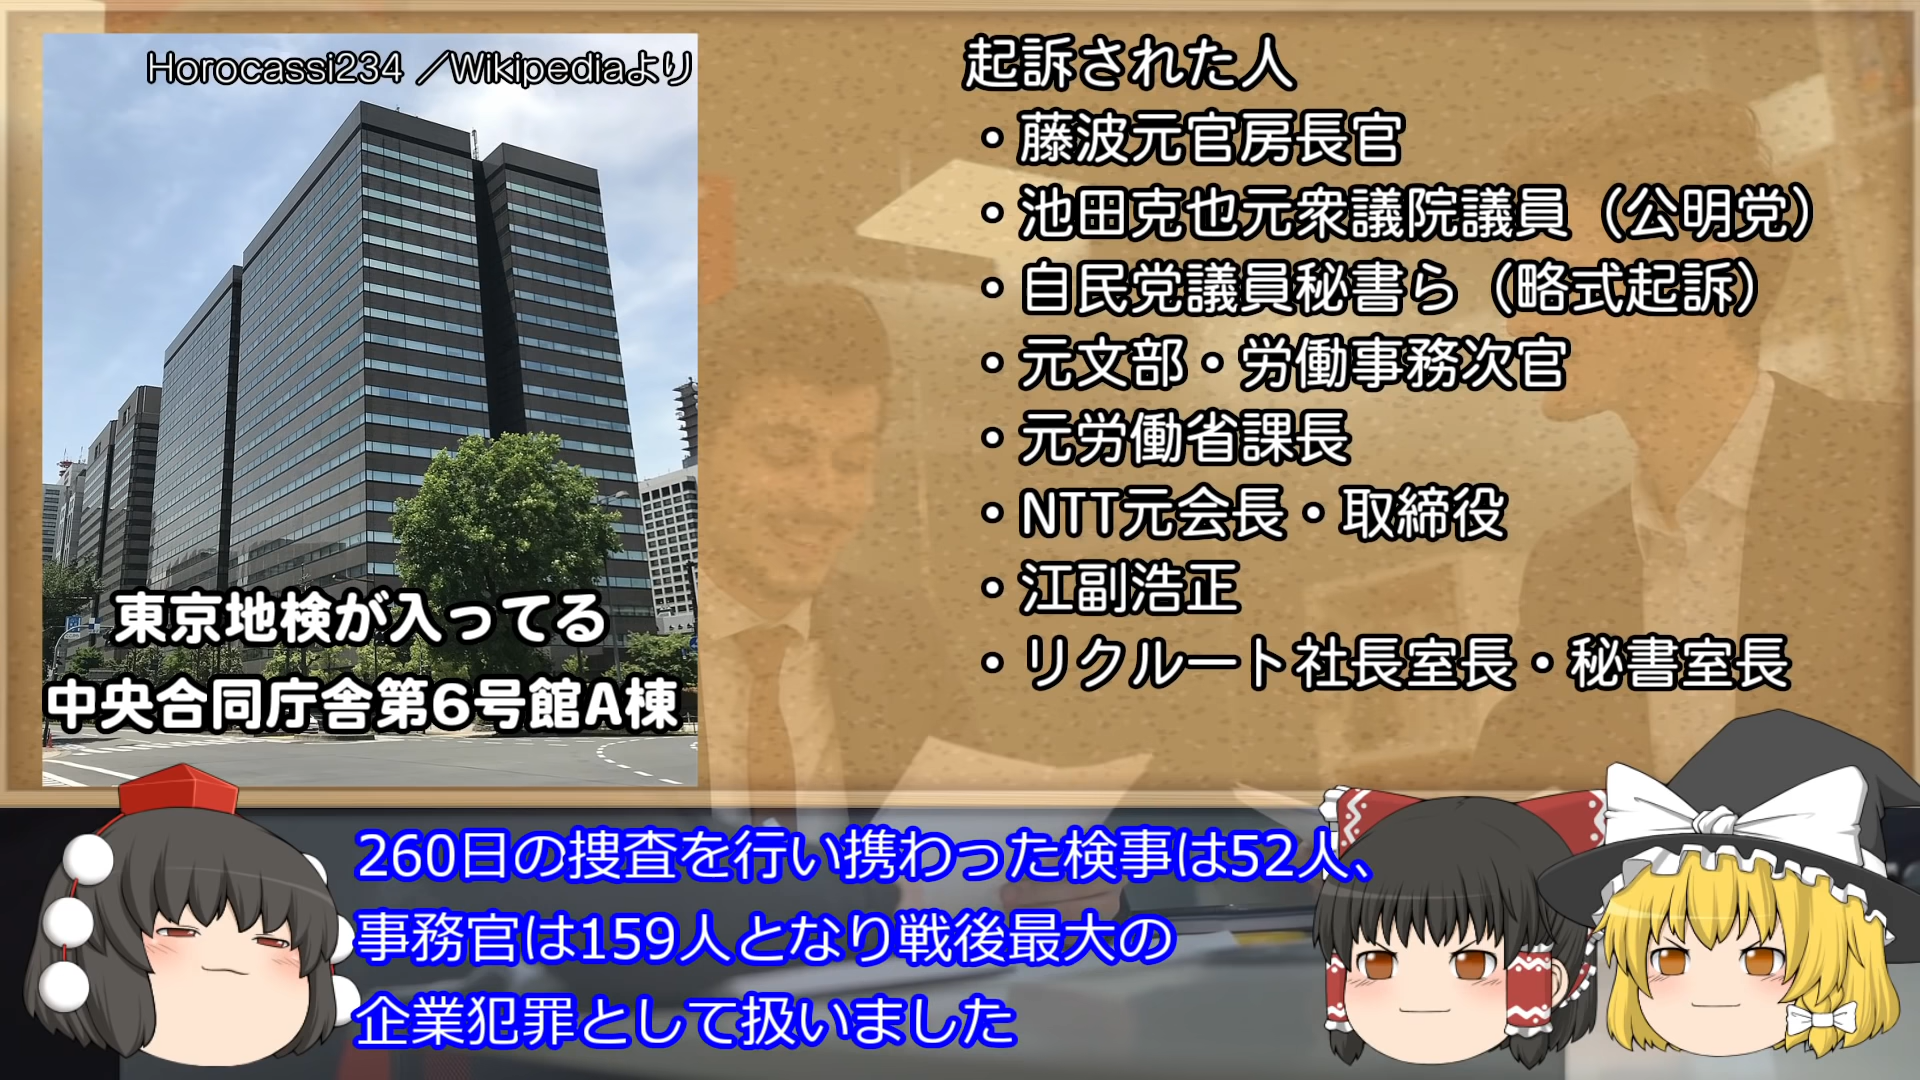 Horocassi234 ／Wikipediaより
東京地検が入ってる
中央合同庁舎第6号館A棟
起訴された人
・藤波元官房長官
・池田克也元衆議院議員（公明党）
・自民党議員秘書ら（略式起訴）
・元文部・労働事務次官
・元労働省課長
・NTT元会長・取締役
・江副浩正
・リクルート社長室長・秘書室長
260日の捜査を行い携わった検事は52人、
事務官は159人となり戦後最大の
企業犯罪として扱いました